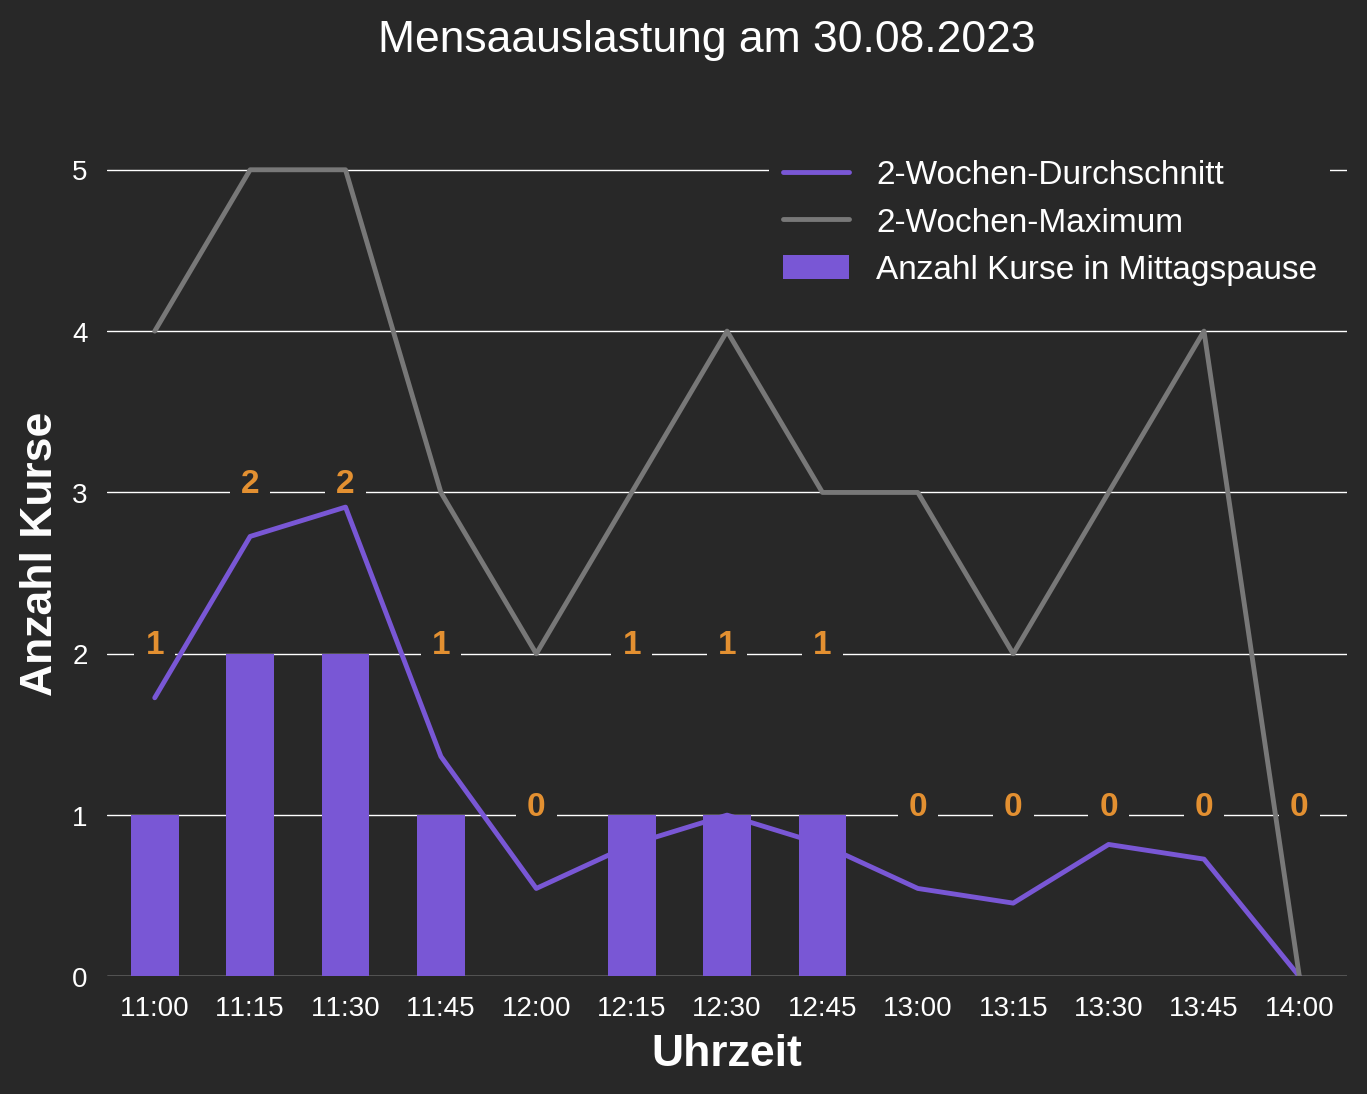 Mensaauslastung am 30.08.2023
2-Wochen-Durchschnitt
2-Wochen-Maximum
Anzahl Kurse in Mittagspause
Anzahl Kurse
5
4
3
2
1
0
2 2
1 1 1 1 1
0 0 0 0 0 0
11:00 11:15 11:30 11:45 12:00 12:15 12:30 12:45 13:00 13:15 13:30 13:45 14:00
Uhrzeit